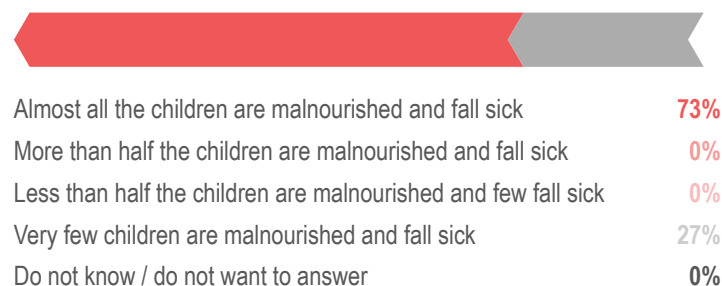 Almost all the children are malnourished and fall sick 73%
More than half the children are malnourished and fall sick 0%
Less than half the children are malnourished and few fall sick 0%
Very few children are malnourished and fall sick 27%
Do not know / do not want to answer 0%